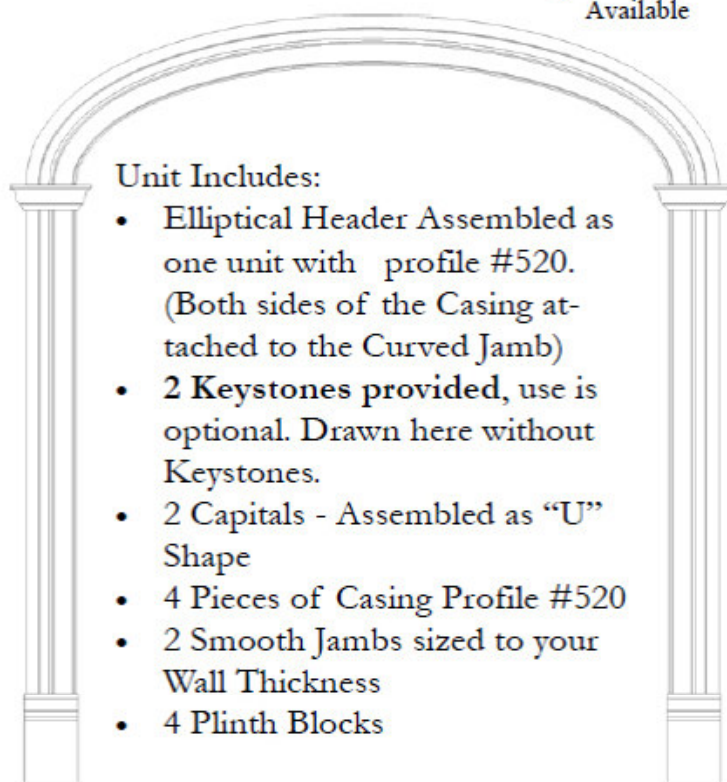 Available
Unit Includes:
• Elliptical Header Assembled as
one unit with profile #520.
(Both sides of the Casing at-
tached to the Curved Jamb)
• 2 Keystones provided, use is
optional. Drawn here without
Keystones.
• 2 Capitals - Assembled as “U”
Shape
• 4 Pieces of Casing Profile #520
• 2 Smooth Jambs sized to your
Wall Thickness
• 4 Plinth Blocks